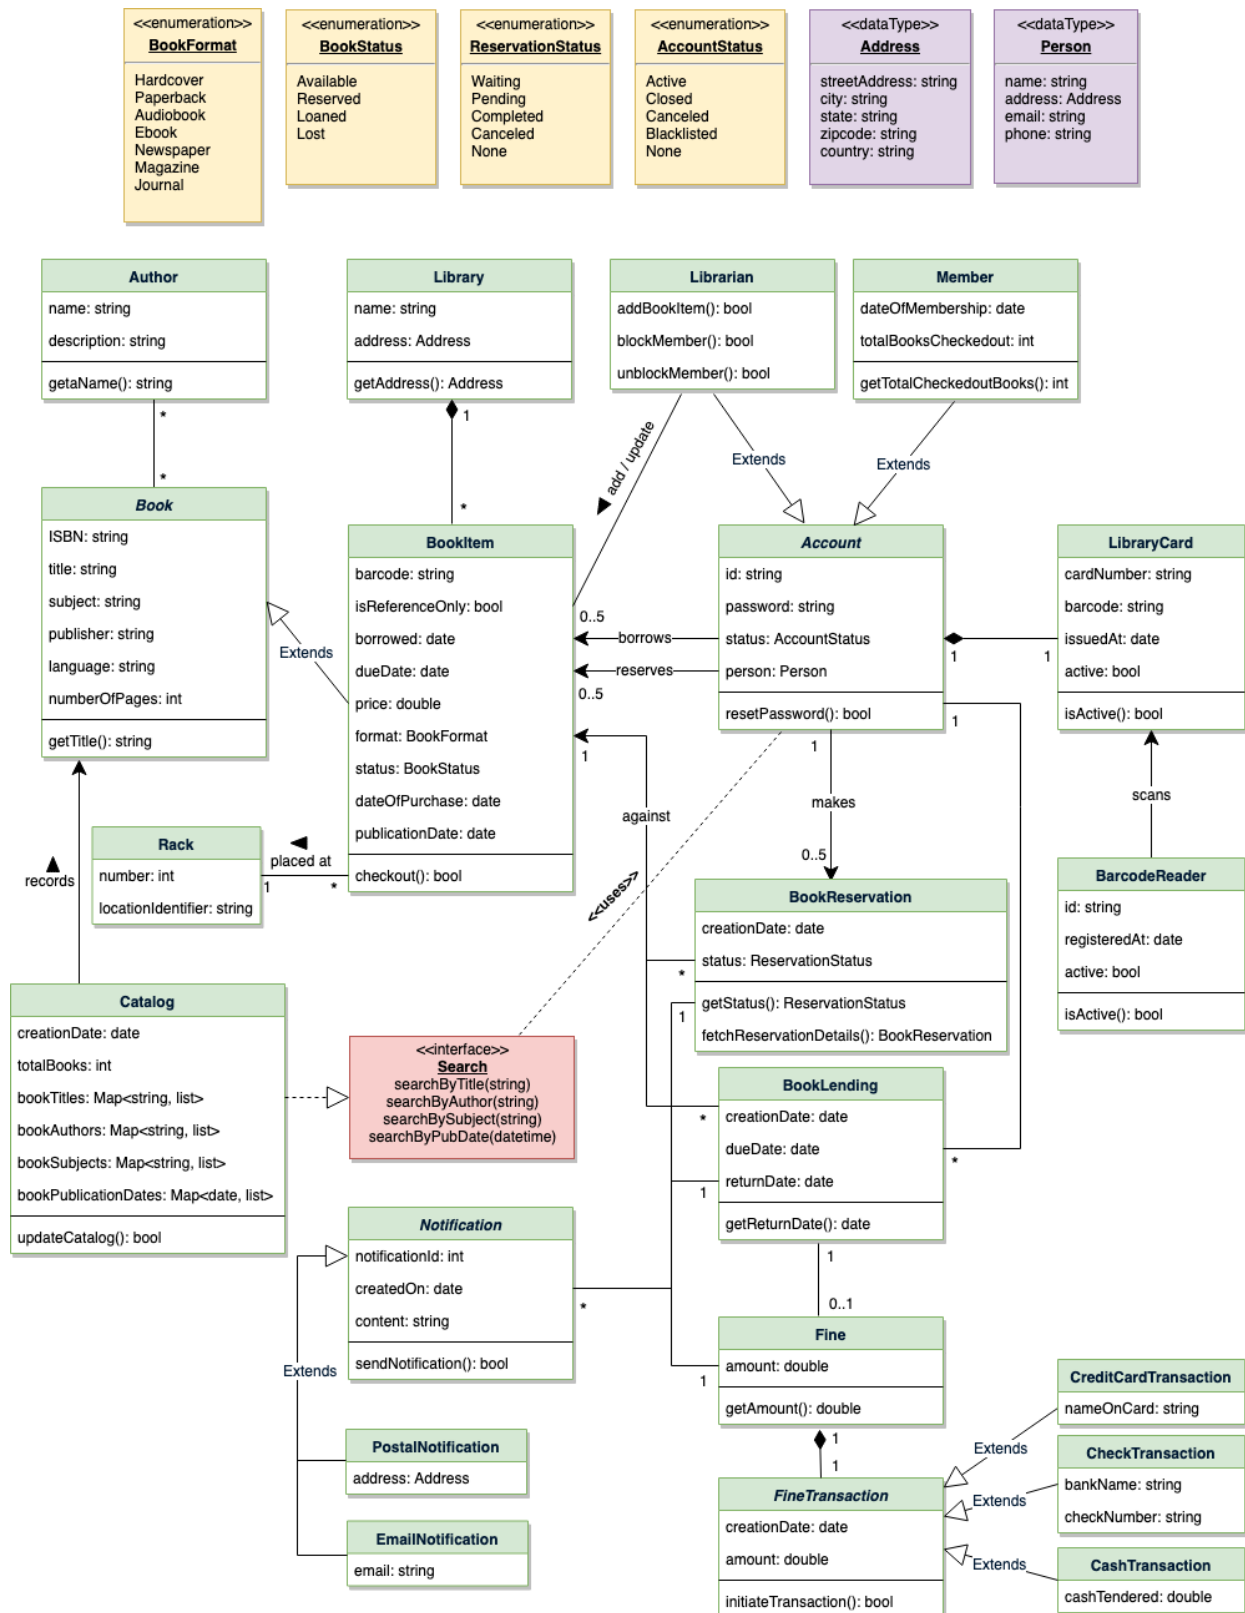 <<enumeration>>
BookFormat
Hardcover
Paperback
Audiobook
Ebook
Newspaper
Magazine
Journal
<<enumeration>>
BookStatus
Available
Reserved
Loaned
Lost
<<enumeration>>
ReservationStatus
Waiting
Pending
Completed
Canceled
None
<<enumeration>>
AccountStatus
Active
Closed
Canceled
Blacklisted
None
<<dataType>>
Address
streetAddress: string
city: string
state: string
zipcode: string
country: string
<<dataType>>
Person
name: string
address: Address
email: string
phone: string
Author
name: string
description: string
getaName(): string
*
*
Library
name: string
address: Address
getAddress(): Address
1
*
Librarian
addBookItem(): bool
blockMember(): bool
unblockMember(): bool
add / update
Extends
Member
dateOfMembership: date
totalBooksCheckedout: int
getTotalCheckedoutBooks(): int
Extends
Book
ISBN: string
title: string
subject: string
publisher: string
language: string
numberOfPages: int
getTitle(): string
Extends
BookItem
barcode: string
isReferenceOnly: bool
borrowed: date
dueDate: date
price: double
format: BookFormat
status: BookStatus
dateOfPurchase: date
publicationDate: date
checkout(): bool
0..5
borrows
reserves
0..5
1
against
Account
id: string
password: string
status: AccountStatus
person: Person
resetPassword(): bool
1
1
1
1
makes
0..5
LibraryCard
cardNumber: string
barcode: string
issuedAt: date
active: bool
isActive(): bool
scans
BarcodeReader
id: string
registeredAt: date
active: bool
isActive(): bool
Rack
number: int
locationIdentifier: string
placed at
1
*
records
<<uses>>
BookReservation
creationDate: date
status: ReservationStatus
getStatus(): ReservationStatus
fetchReservationDetails(): BookReservation
*
1
Catalog
creationDate: date
totalBooks: int
bookTitles: Map<string, list>
bookAuthors: Map<string, list>
bookSubjects: Map<string, list>
bookPublicationDates: Map<date, list>
updateCatalog(): bool
<<interface>>
Search
searchByTitle(string)
searchByAuthor(string)
searchBySubject(string)
searchByPubDate(datetime)
BookLending
creationDate: date
dueDate: date
returnDate: date
getReturnDate(): date
*
*
1
1
0..1
Notification
notificationId: int
createdOn: date
content: string
sendNotification(): bool
*
Extends
Fine
amount: double
getAmount(): double
1
1
1
PostalNotification
address: Address
EmailNotification
email: string
FineTransaction
creationDate: date
amount: double
initiateTransaction(): bool
CreditCardTransaction
nameOnCard: string
Extends
CheckTransaction
bankName: string
checkNumber: string
Extends
CashTransaction
cashTendered: double
Extends